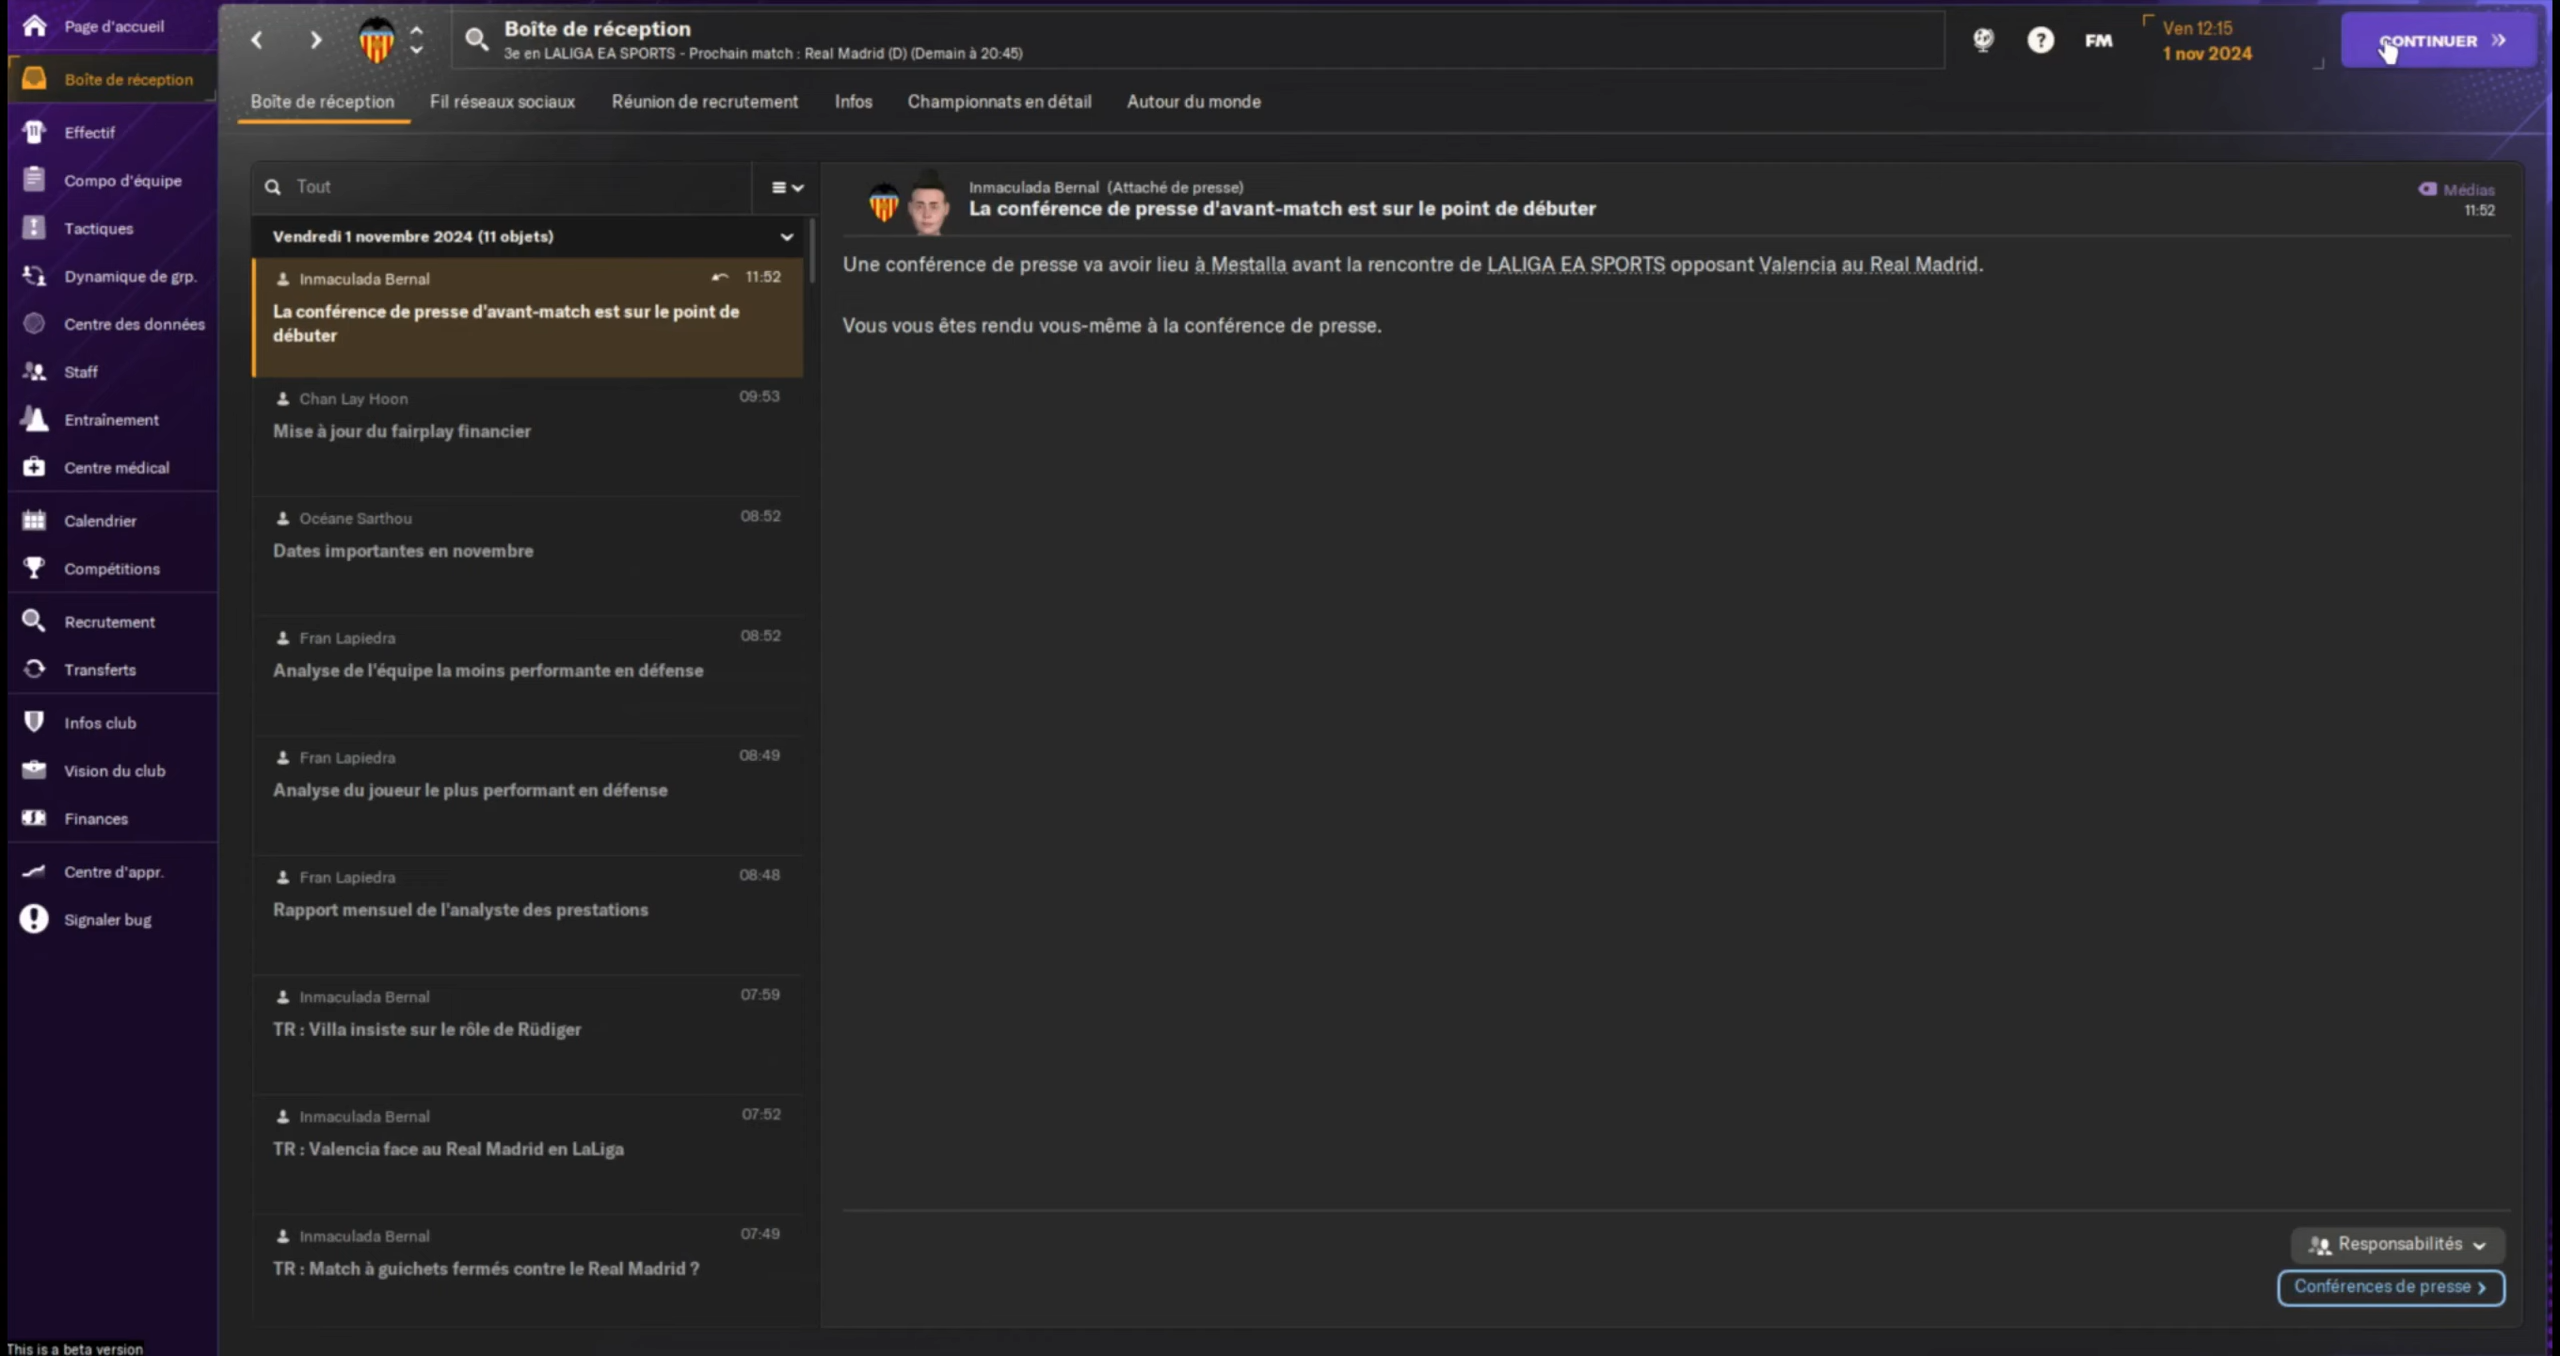 Page d'accueil
Boîte de réception
Effectif
Compo d'équipe
Tactiques
Dynamique de grp.
Centre des données
Staff
Entraînement
Centre médical
Calendrier
Compétitions
Recrutement
Transferts
Infos club
Vision du club
Finances
Centre d'appr.
Signaler bug
This is a beta version
Boîte de réception
3e en LALIGA EA SPORTS - Prochain match : Real Madrid (D) (Demain à 20:45)
FM
Ven 12:15
1 nov 2024
CONTINUER
Boîte de réception
Fil réseaux sociaux
Réunion de recrutement
Infos
Championnats en détail
Autour du monde
Tout
Vendredi 1 novembre 2024 (11 objets)
Inmaculada Bernal 11:52
La conférence de presse d'avant-match est sur le point de
débuter
Chan Lay Hoon 09:53
Mise à jour du fairplay financier
Océane Sarthou 08:52
Dates importantes en novembre
Fran Lapiedra 08:52
Analyse de l'équipe la moins performante en défense
Fran Lapiedra 08:49
Analyse du joueur le plus performant en défense
Fran Lapiedra 08:48
Rapport mensuel de l'analyste des prestations
Inmaculada Bernal 07:59
TR : Villa insiste sur le rôle de Rüdiger
Inmaculada Bernal 07:52
TR : Valencia face au Real Madrid en LaLiga
Inmaculada Bernal 07:49
TR : Match à guichets fermés contre le Real Madrid ?
Inmaculada Bernal (Attaché de presse)
La conférence de presse d'avant-match est sur le point de débuter
Médias
11:52
Une conférence de presse va avoir lieu à Mestalla avant la rencontre de LALIGA EA SPORTS opposant Valencia au Real Madrid.
Vous vous êtes rendu vous-même à la conférence de presse.
Responsabilités
Conférences de presse